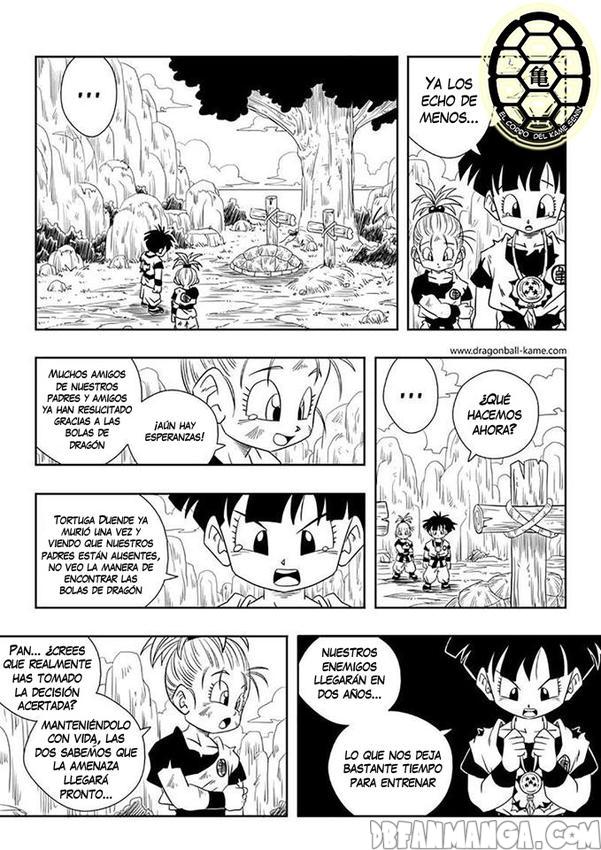 ...
Ya los
echo de
menos...
亀
El Corpo del Kame Senni
www.dragonball-kame.com
Muchos amigos
de nuestros
padres y amigos
ya han resucitado
gracias a las
bolas de
dragón
¡Aún hay
esperanzas!
...
¿Qué
hacemos
ahora?
Tortuga Duende ya
murió una vez y
viendo que nuestros
padres están ausentes,
no veo la manera
de encontrar las
bolas de dragón
Pan... ¿crees
que realmente
has tomado
la decisión
acertada?
Manteniéndolo
con vida, las
dos sabemos que
la amenaza
llegará
pronto...
Nuestros
enemigos
llegarán en
dos años...
Lo que nos deja
bastante tiempo
para entrenar
DBFANMANGA.COM